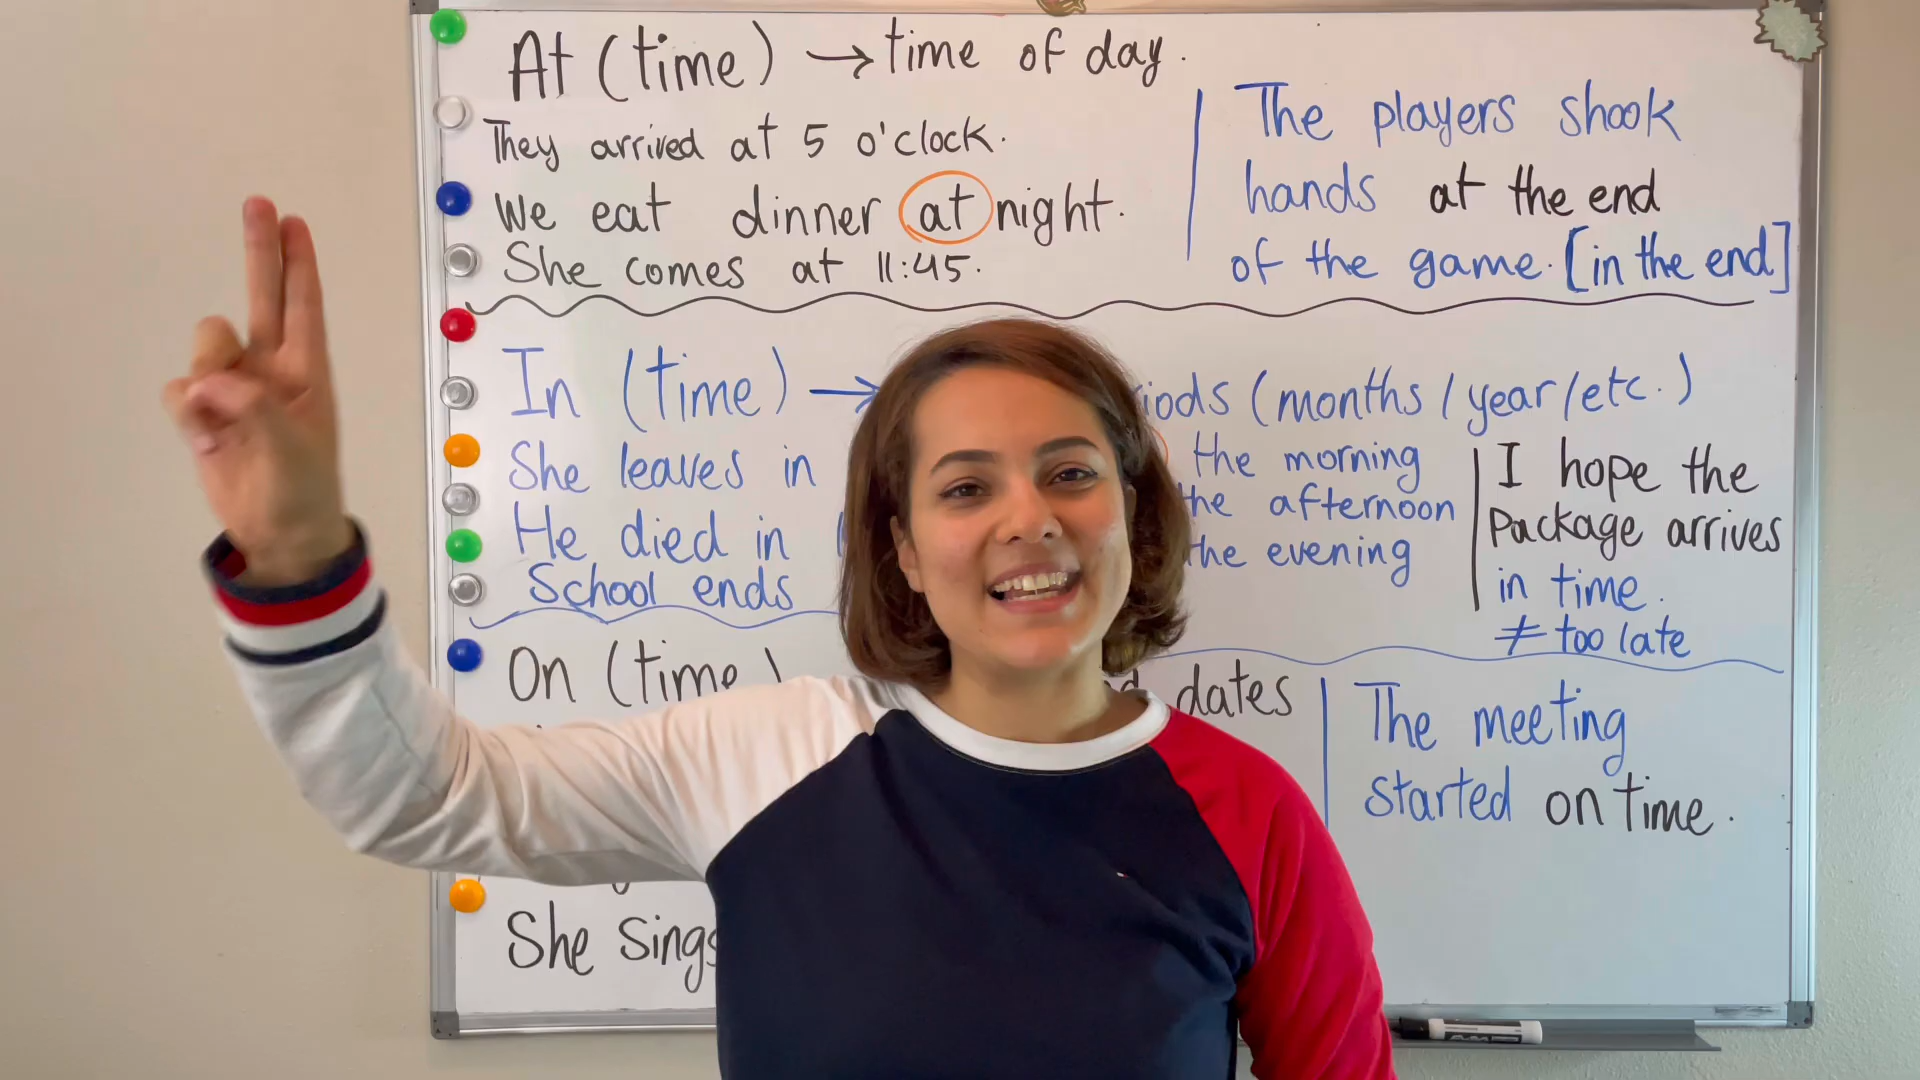 At (time) → time of day.
They arrived at 5 o'clock.
We eat dinner at night.
She comes at 11:45.
The players shook
hands at the end
of the game. [in the end]
In (time) → (months / year/etc.)
She leaves in
He died in
School ends
the morning
the afternoon
the evening
I hope the
Package arrives
in time.
≠ too late
On (time) dates
She sings
The meeting
started on time.